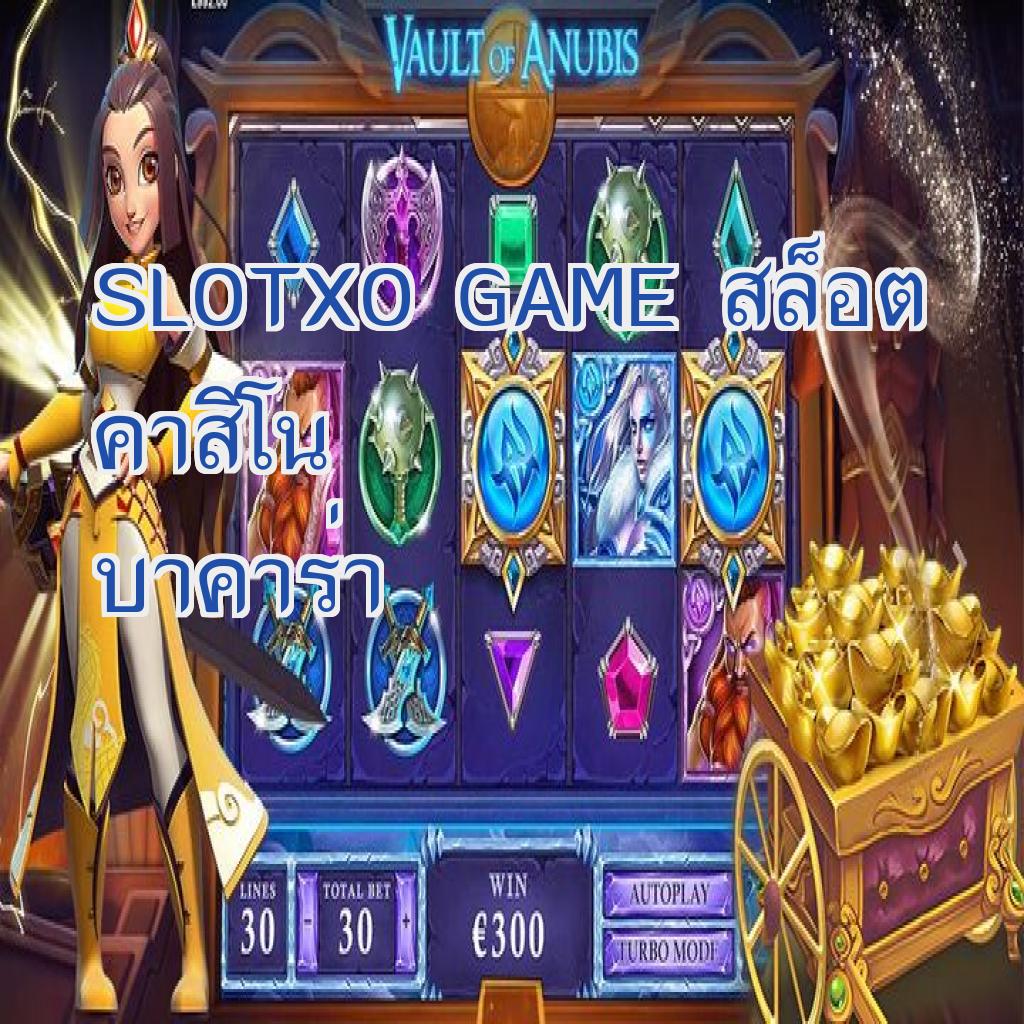 VAULT OF ANUBIS
SLOTXO GAME สล็อต
คาสิโน
บาคาร่า
LINES
30
TOTAL BET
- 30 +
WIN
€300
AUTOPLAY
TURBO MODE